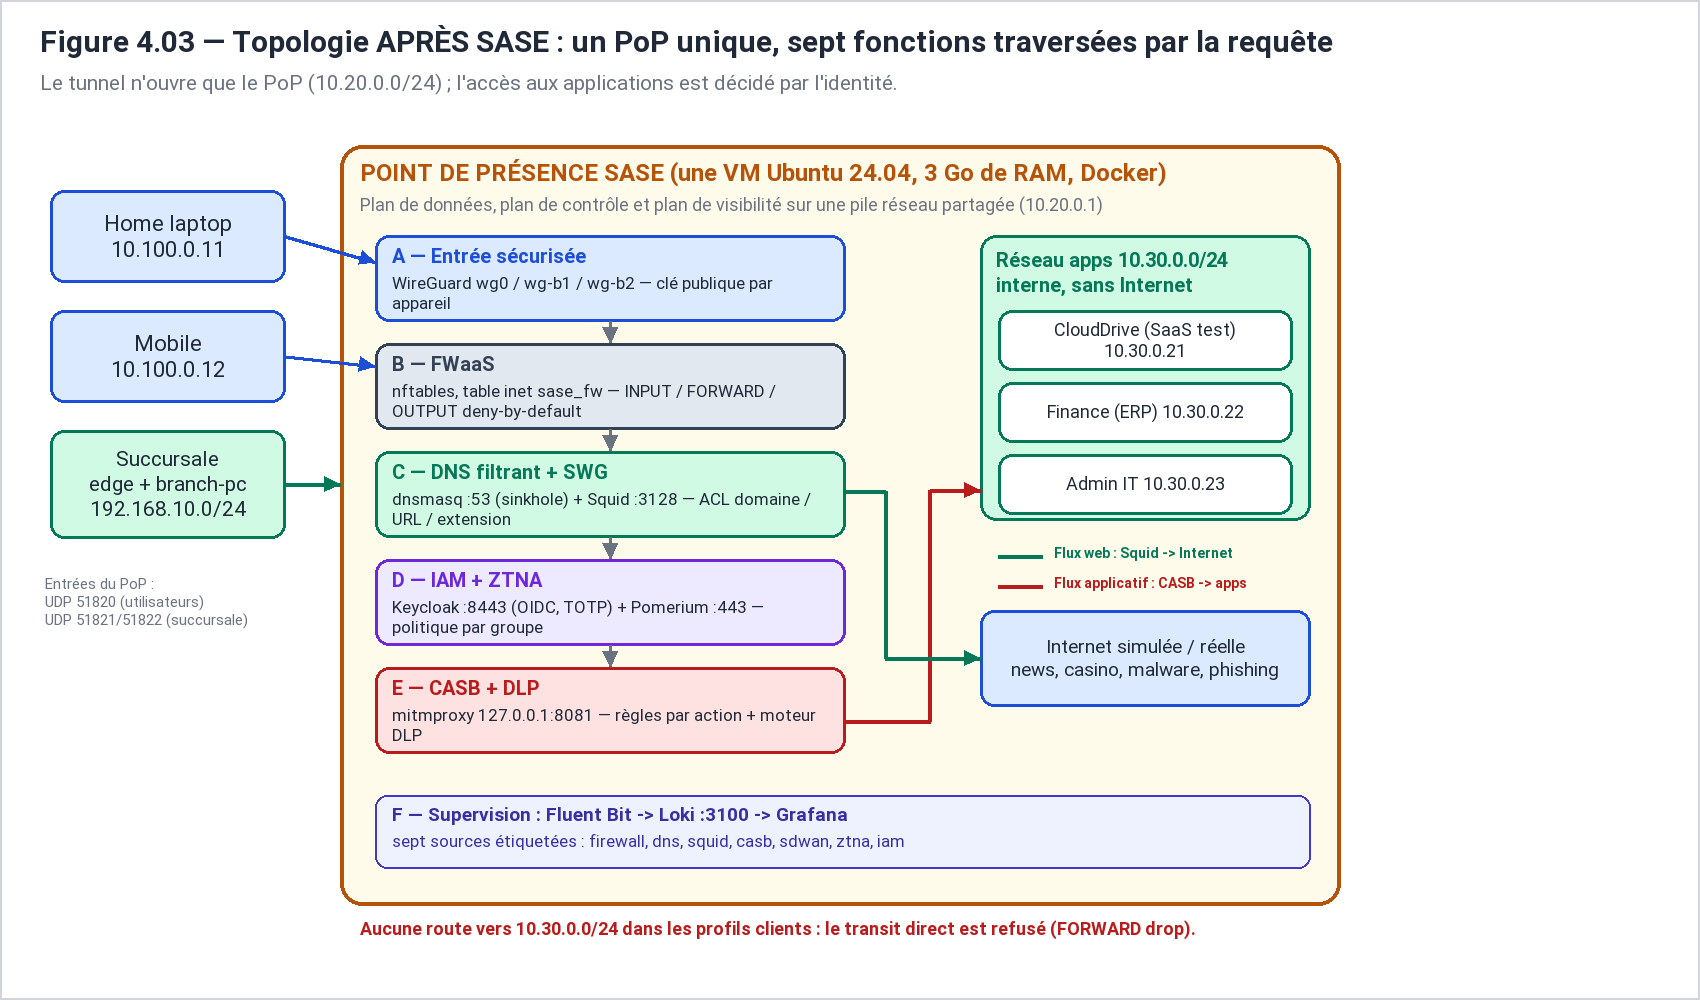 Figure 4.03 — Topologie APRÈS SASE : un PoP unique, sept fonctions traversées par la requête
Le tunnel n'ouvre que le PoP (10.20.0.0/24) ; l'accès aux applications est décidé par l'identité.
POINT DE PRÉSENCE SASE (une VM Ubuntu 24.04, 3 Go de RAM, Docker)
Plan de données, plan de contrôle et plan de visibilité sur une pile réseau partagée (10.20.0.1)
Home laptop
10.100.0.11
Mobile
10.100.0.12
Succursale
edge + branch-pc
192.168.10.0/24
Entrées du PoP :
UDP 51820 (utilisateurs)
UDP 51821/51822 (succursale)
A — Entrée sécurisée
WireGuard wg0 / wg-b1 / wg-b2 — clé publique par
appareil
B — FWaaS
nftables, table inet sase_fw — INPUT / FORWARD /
OUTPUT deny-by-default
C — DNS filtrant + SWG
dnsmasq :53 (sinkhole) + Squid :3128 — ACL domaine /
URL / extension
D — IAM + ZTNA
Keycloak :8443 (OIDC, TOTP) + Pomerium :443 —
politique par groupe
E — CASB + DLP
mitmproxy 127.0.0.1:8081 — règles par action + moteur
DLP
Réseau apps 10.30.0.0/24
interne, sans Internet
CloudDrive (SaaS test)
10.30.0.21
Finance (ERP) 10.30.0.22
Admin IT 10.30.0.23
Flux web : Squid -> Internet
Flux applicatif : CASB -> apps
Internet simulée / réelle
news, casino, malware, phishing
F — Supervision : Fluent Bit -> Loki :3100 -> Grafana
sept sources étiquetées : firewall, dns, squid, casb, sdwan, ztna, iam
Aucune route vers 10.30.0.0/24 dans les profils clients : le transit direct est refusé (FORWARD drop).